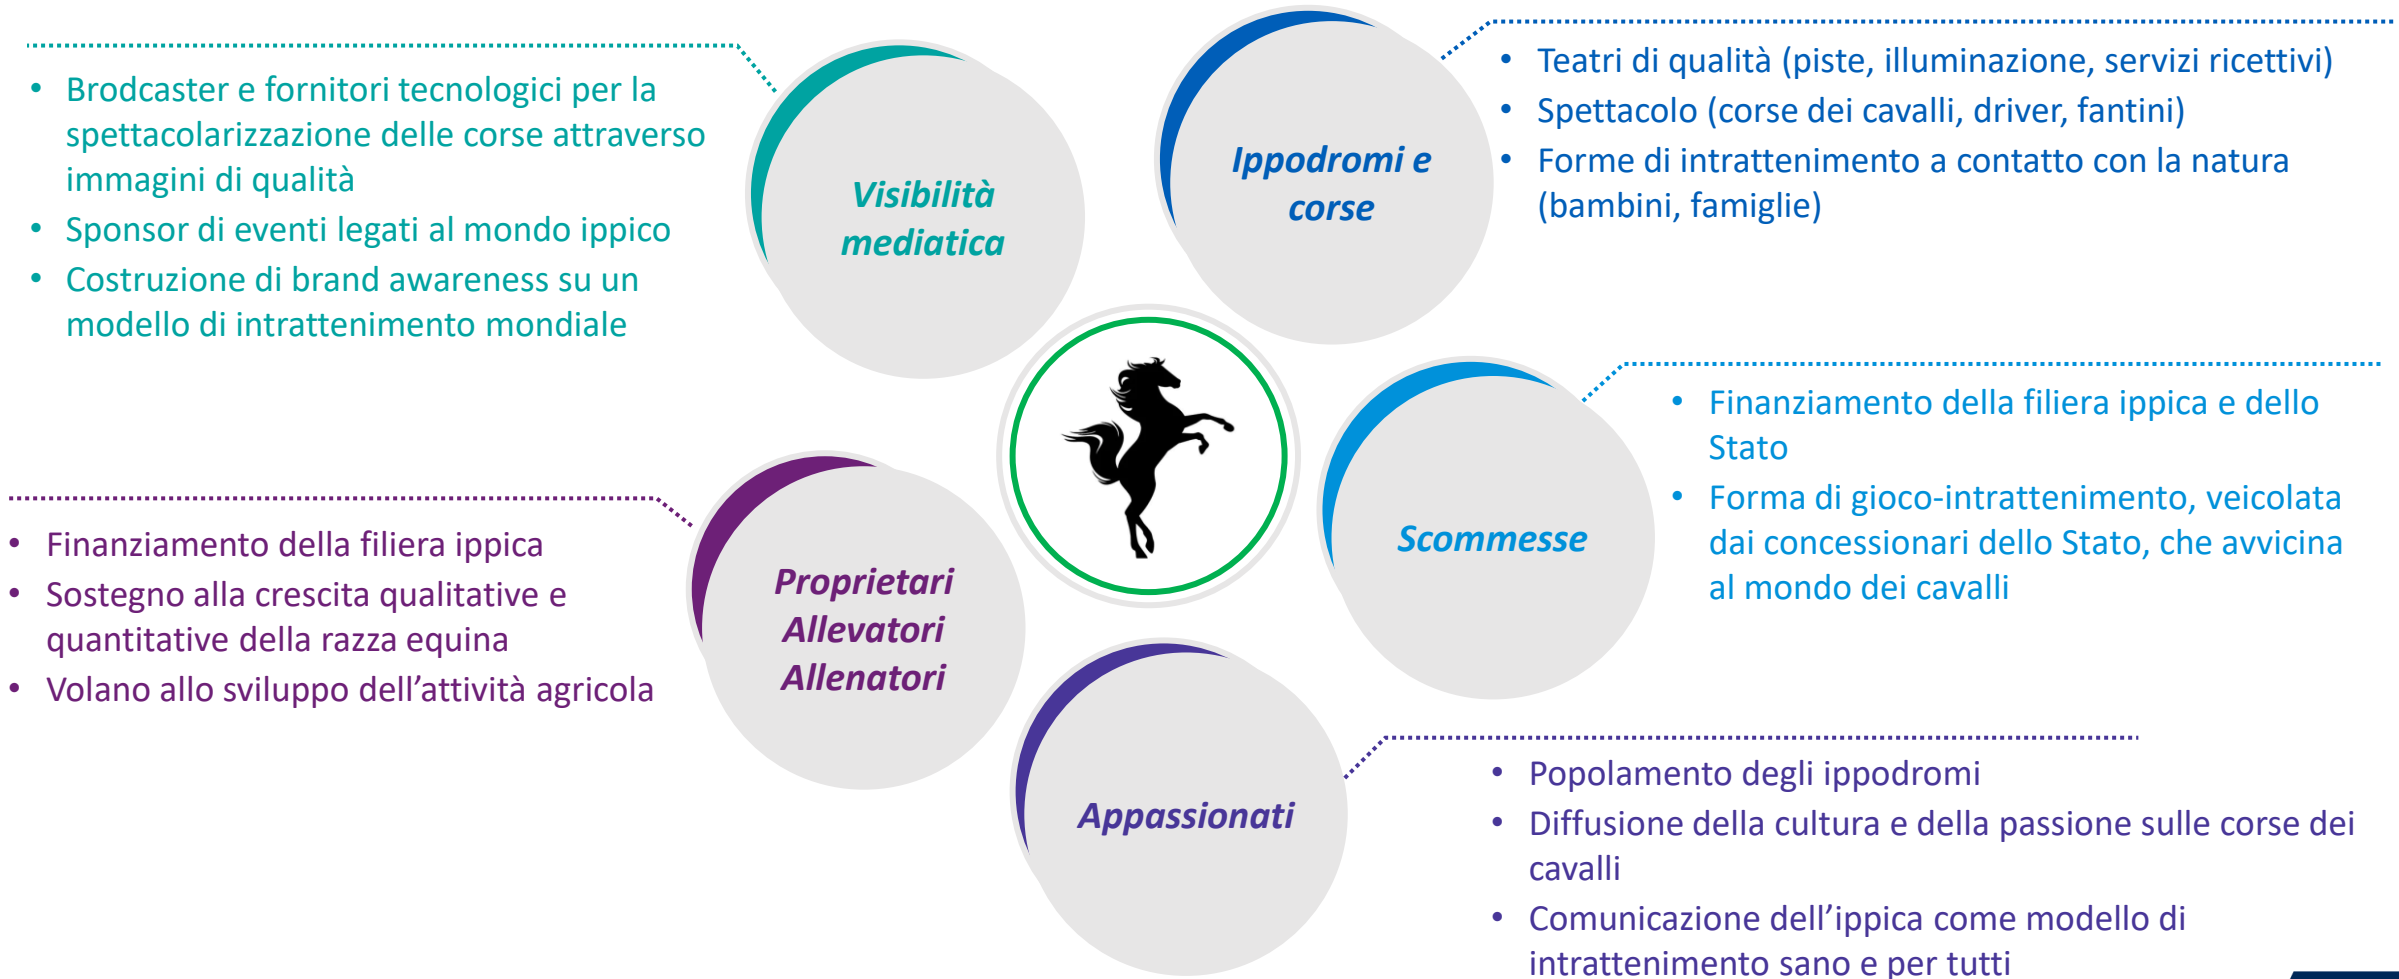 • Brodcaster e fornitori tecnologici per la
spettacolarizzazione delle corse attraverso
immagini di qualità
• Sponsor di eventi legati al mondo ippico
• Costruzione di brand awareness su un
modello di intrattenimento mondiale
Visibilità
mediatica
Ippodromi e
corse
• Teatri di qualità (piste, illuminazione, servizi ricettivi)
• Spettacolo (corse dei cavalli, driver, fantini)
• Forme di intrattenimento a contatto con la natura
(bambini, famiglie)
Scommesse
• Finanziamento della filiera ippica e dello
Stato
• Forma di gioco-intrattenimento, veicolata
dai concessionari dello Stato, che avvicina
al mondo dei cavalli
• Finanziamento della filiera ippica
• Sostegno alla crescita qualitative e
quantitative della razza equina
• Volano allo sviluppo dell’attività agricola
Proprietari
Allevatori
Allenatori
Appassionati
• Popolamento degli ippodromi
• Diffusione della cultura e della passione sulle corse dei
cavalli
• Comunicazione dell’ippica come modello di
intrattenimento sano e per tutti